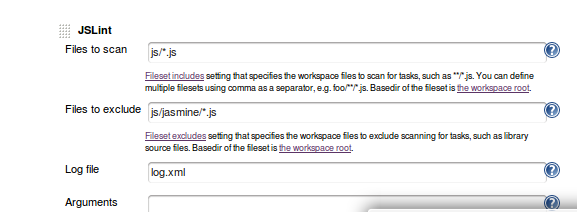 JSLint
Files to scan
js/*.js
Fileset includes setting that specifies the workspace files to scan for tasks, such as **/*.js. You can define
multiple filesets using comma as a separator, e.g. foo/**/*.js. Basedir of the fileset is the workspace root.
Files to exclude
js/jasmine/*.js
Fileset excludes setting that specifies the workspace files to exclude scanning for tasks, such as library
source files. Basedir of the fileset is the workspace root.
Log file
log.xml
Arguments